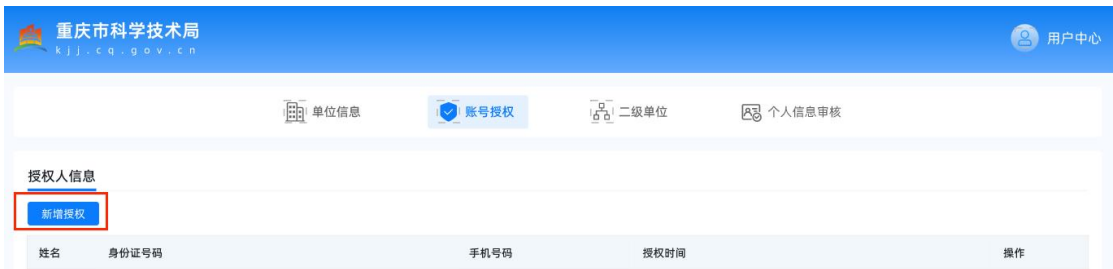 重庆市科学技术局
kjj.cq.gov.cn
用户中心
单位信息 账号授权 二级单位 个人信息审核
授权人信息
新增授权
姓名 身份证号码 手机号码 授权时间 操作